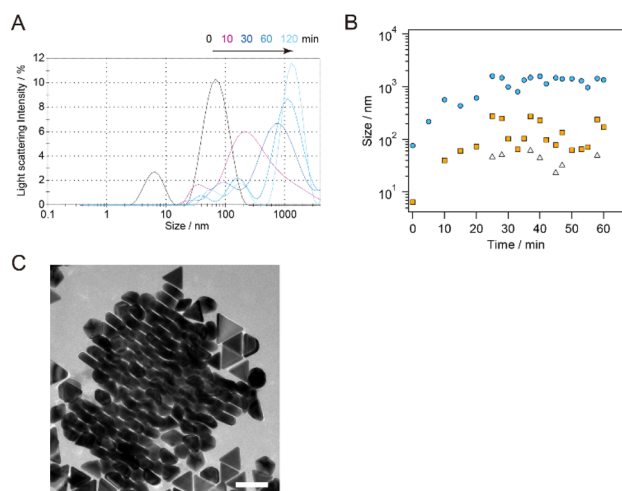 A
0 10 30 60 120 min
Light scattering Intensity / %
12
10
8
6
4
2
0
0.1 1 10 100 1000
Size / nm
B
Size / nm
10⁴
10³
10²
10¹
0 10 20 30 40 50 60
Time / min
C